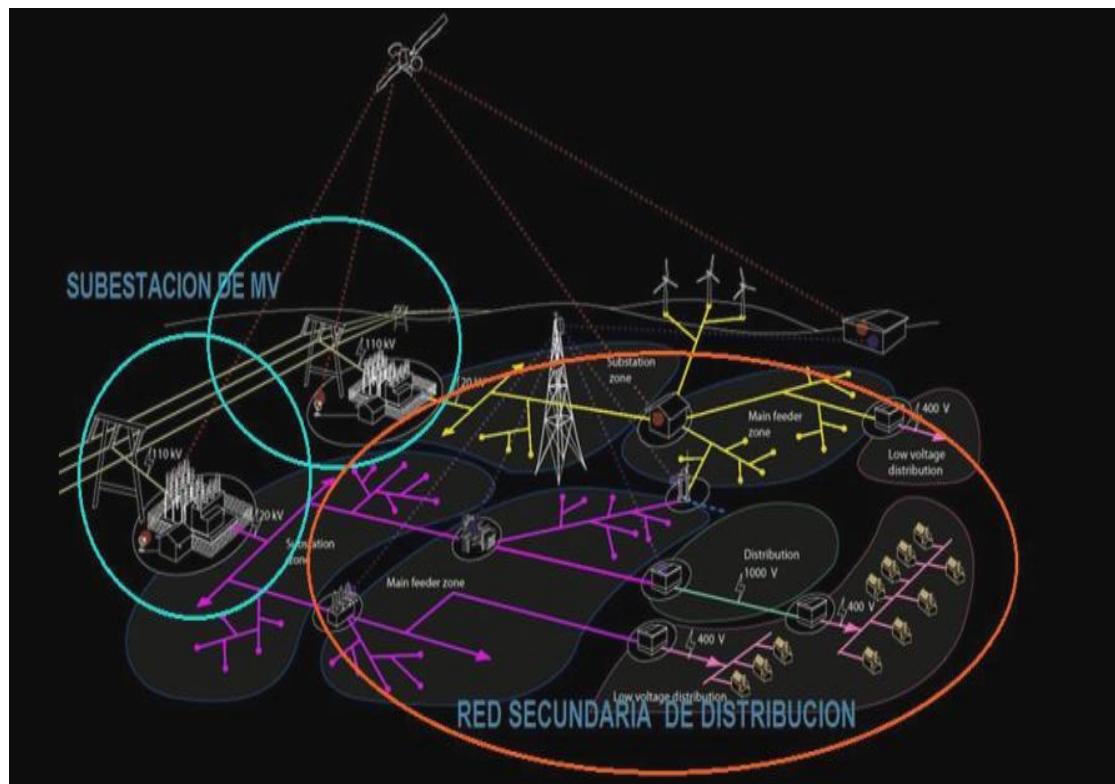 SUBESTACION DE MV
110 kV
110 kV
20 kV
20 kV
Substation
zone
Main feeder
zone
400 V
Low voltage
distribution
Substation
zone
Main feeder zone
Distribution
1000 V
400 V
400 V
Low voltage distribution
RED SECUNDARIA DE DISTRIBUCION